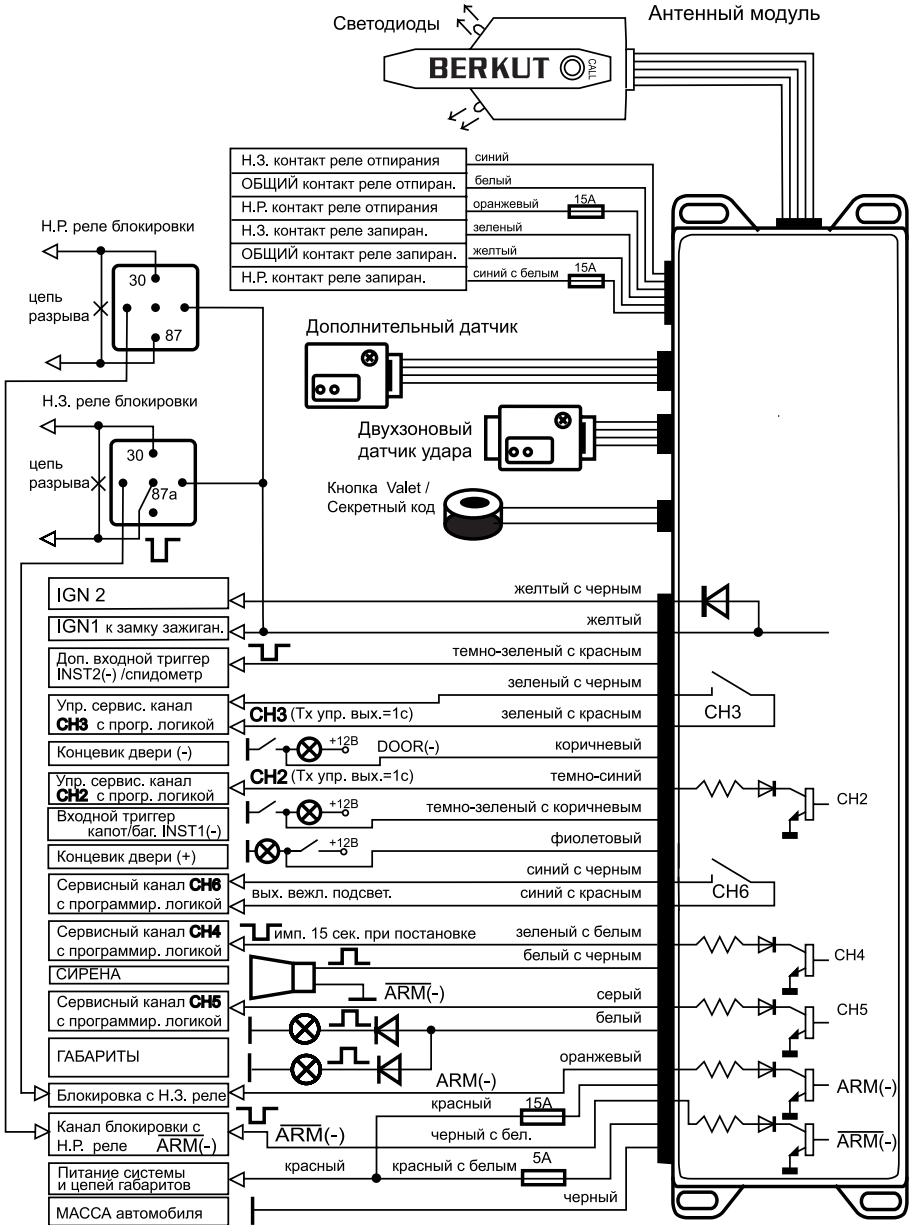 Светодиоды
Антенный модуль
BERKUT
CALL
Н.З. контакт реле отпирания
синий
ОБЩИЙ контакт реле отпиран.
белый
Н.Р. контакт реле отпирания
оранжевый
15А
Н.З. контакт реле запиран.
зеленый
ОБЩИЙ контакт реле запиран.
желтый
Н.Р. контакт реле запиран.
синий с белым
15А
Н.Р. реле блокировки
30
цепь
разрыва
87
Дополнительный датчик
Н.З. реле блокировки
30
цепь
разрыва
87а
Двухзоновый
датчик удара
Кнопка Valet /
Секретный код
IGN 2
желтый с черным
IGN1 к замку зажиган.
желтый
Доп. входной триггер
INST2(-) /спидометр
темно-зеленый с красным
зеленый с черным
Упр. сервис. канал
CH3 с прогр. логикой
CH3 (Тх упр. вых.=1с)
зеленый с красным
CH3
Концевик двери (-)
+12В
DOOR(-)
коричневый
Упр. сервис. канал
CH2 с прогр. логикой
CH2 (Тх упр. вых.=1с)
темно-синий
CH2
Входной триггер
капот/баг. INST1(-)
+12В
темно-зеленый с коричневым
Концевик двери (+)
+12В
фиолетовый
Сервисный канал CH6
с программир. логикой
синий с черным
вых. вежл. подсвет.
синий с красным
CH6
Сервисный канал CH4
с программир. логикой
имп. 15 сек. при постановке
зеленый с белым
CH4
СИРЕНА
белый с черным
ARM(-)
Сервисный канал CH5
с программир. логикой
серый
CH5
белый
ГАБАРИТЫ
оранжевый
Блокировка с Н.З. реле
ARM(-)
ARM(-)
красный
15А
Канал блокировки с
Н.Р. реле ARM(-)
ARM(-)
черный с бел.
ARM(-)
Питание системы
и цепей габаритов
красный
красный с белым
5А
МАССА автомобиля
черный